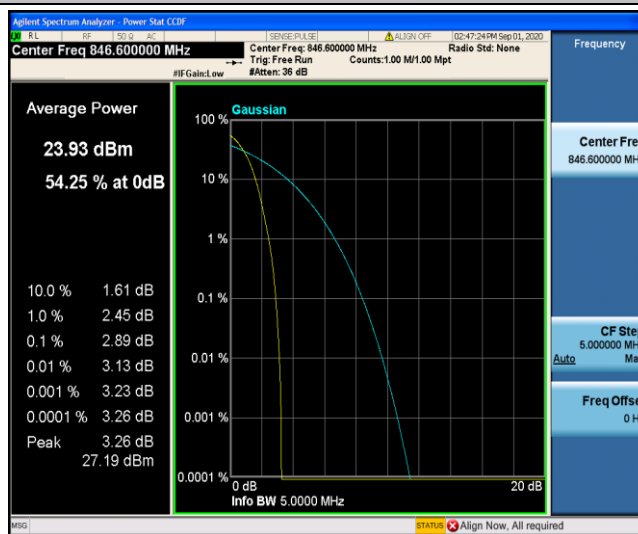 Agilent Spectrum Analyzer - Power Stat CCDF
RL RF 50 Ω AC SENSE:PULSE ALIGN OFF 02:47:24 PM Sep 01, 2020
Center Freq 846.600000 MHz
Center Freq: 846.600000 MHz Radio Std: None
Trig: Free Run Counts:1.00 M/1.00 Mpt
#IFGain:Low #Atten: 36 dB
Frequency
Average Power
23.93 dBm
54.25 % at 0dB
10.0 % 1.61 dB
1.0 % 2.45 dB
0.1 % 2.89 dB
0.01 % 3.13 dB
0.001 % 3.23 dB
0.0001 % 3.26 dB
Peak 3.26 dB
27.19 dBm
Gaussian
100 %
10 %
1 %
0.1 %
0.01 %
0.001 %
0.0001 %
0 dB 20 dB
Info BW 5.0000 MHz
Center Fre
846.600000 MH
CF Ste
5.000000 MH
Auto Ma
Freq Offse
0 H
MSG STATUS Align Now, All required